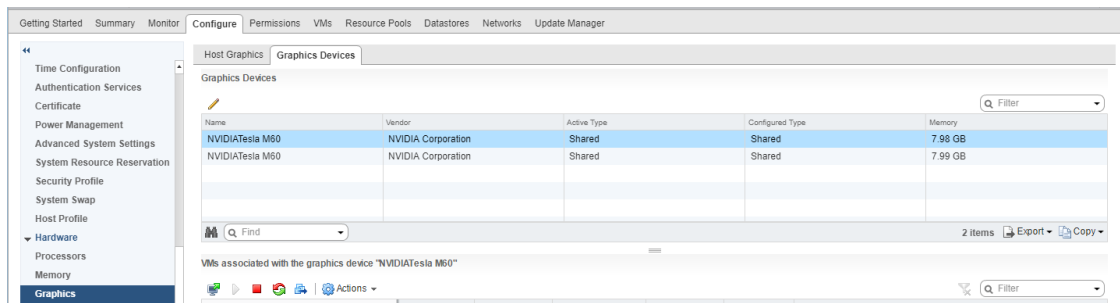 Getting Started Summary Monitor Configure Permissions VMs Resource Pools Datastores Networks Update Manager
Time Configuration
Authentication Services
Certificate
Power Management
Advanced System Settings
System Resource Reservation
Security Profile
System Swap
Host Profile
Hardware
Processors
Memory
Graphics
Host Graphics Graphics Devices
Graphics Devices
Filter
Name Vendor Active Type Configured Type Memory
NVIDIATesla M60 NVIDIA Corporation Shared Shared 7.98 GB
NVIDIATesla M60 NVIDIA Corporation Shared Shared 7.99 GB
Find 2 items Export Copy
VMs associated with the graphics device "NVIDIATesla M60"
Actions Filter